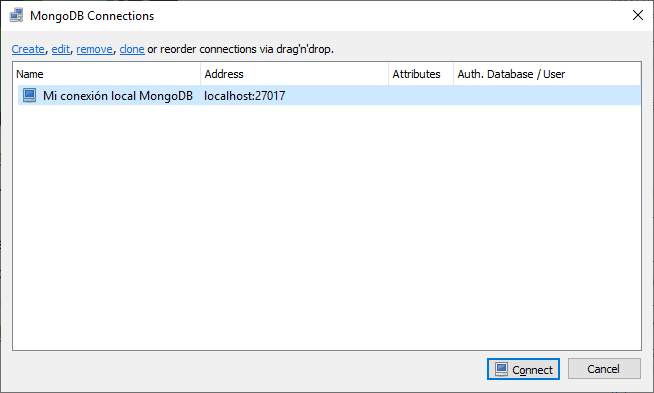 MongoDB Connections
Create, edit, remove, clone or reorder connections via drag'n'drop.
Name Address Attributes Auth. Database / User
Mi conexión local MongoDB localhost:27017
Connect Cancel